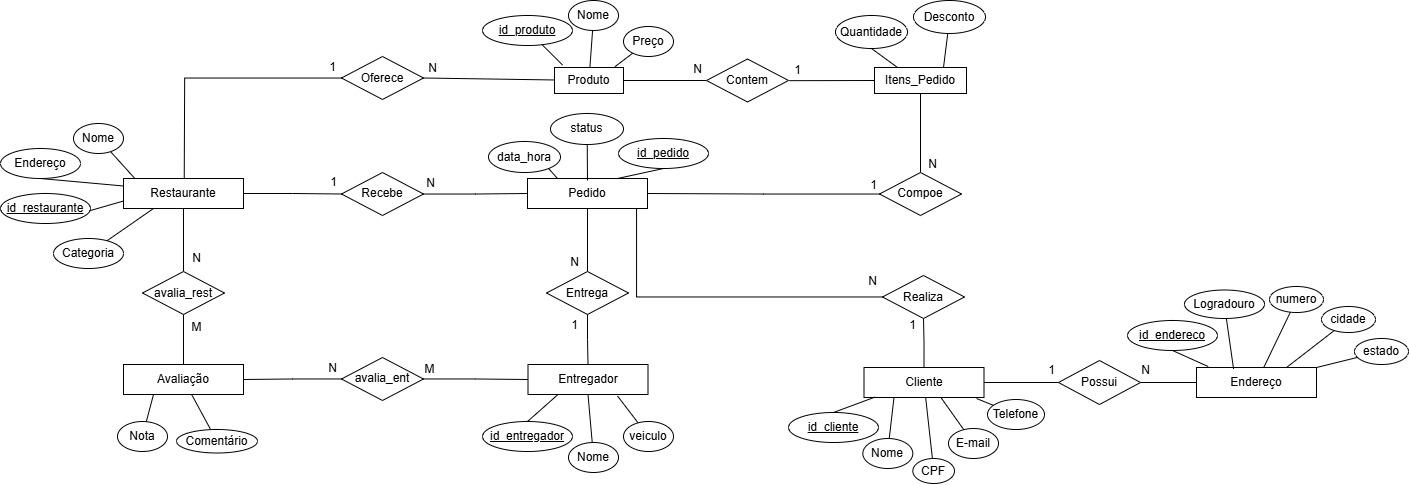 Nome
Desconto
id_produto
Quantidade
Preço
1
Oferece
N
Produto
N
Contem
1
Itens_Pedido
status
Nome
data_hora
id_pedido
Endereço
N
Restaurante
1
Recebe
N
Pedido
1
Compoe
id_restaurante
Categoria
N
N
N
avalia_rest
Entrega
Realiza
Logradouro
numero
M
1
1
id_endereco
cidade
estado
Avaliação
N
avalia_ent
M
Entregador
Cliente
1
Possui
N
Endereço
Nota
Comentário
id_entregador
Nome
veiculo
id_cliente
Nome
CPF
E-mail
Telefone